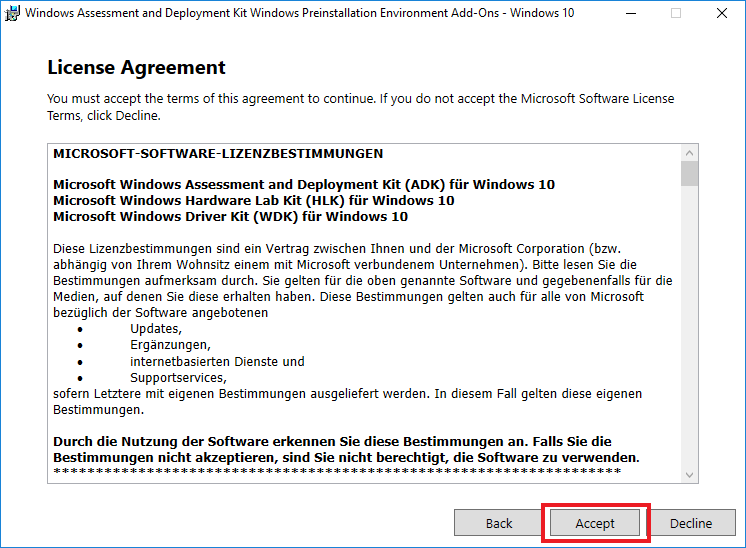 Windows Assessment and Deployment Kit Windows Preinstallation Environment Add-Ons - Windows 10
License Agreement
You must accept the terms of this agreement to continue. If you do not accept the Microsoft Software License
Terms, click Decline.
MICROSOFT-SOFTWARE-LIZENZBESTIMMUNGEN
Microsoft Windows Assessment and Deployment Kit (ADK) für Windows 10
Microsoft Windows Hardware Lab Kit (HLK) für Windows 10
Microsoft Windows Driver Kit (WDK) für Windows 10
Diese Lizenzbestimmungen sind ein Vertrag zwischen Ihnen und der Microsoft Corporation (bzw.
abhängig von Ihrem Wohnsitz einem mit Microsoft verbundenem Unternehmen). Bitte lesen Sie die
Bestimmungen aufmerksam durch. Sie gelten für die oben genannte Software und gegebenenfalls für die
Medien, auf denen Sie diese erhalten haben. Diese Bestimmungen gelten auch für alle von Microsoft
bezüglich der Software angebotenen
• Updates,
• Ergänzungen,
• internetbasierten Dienste und
• Supportservices,
sofern Letztere mit eigenen Bestimmungen ausgeliefert werden. In diesem Fall gelten diese eigenen
Bestimmungen.
Durch die Nutzung der Software erkennen Sie diese Bestimmungen an. Falls Sie die
Bestimmungen nicht akzeptieren, sind Sie nicht berechtigt, die Software zu verwenden.
*******************************************************************
Back
Accept
Decline